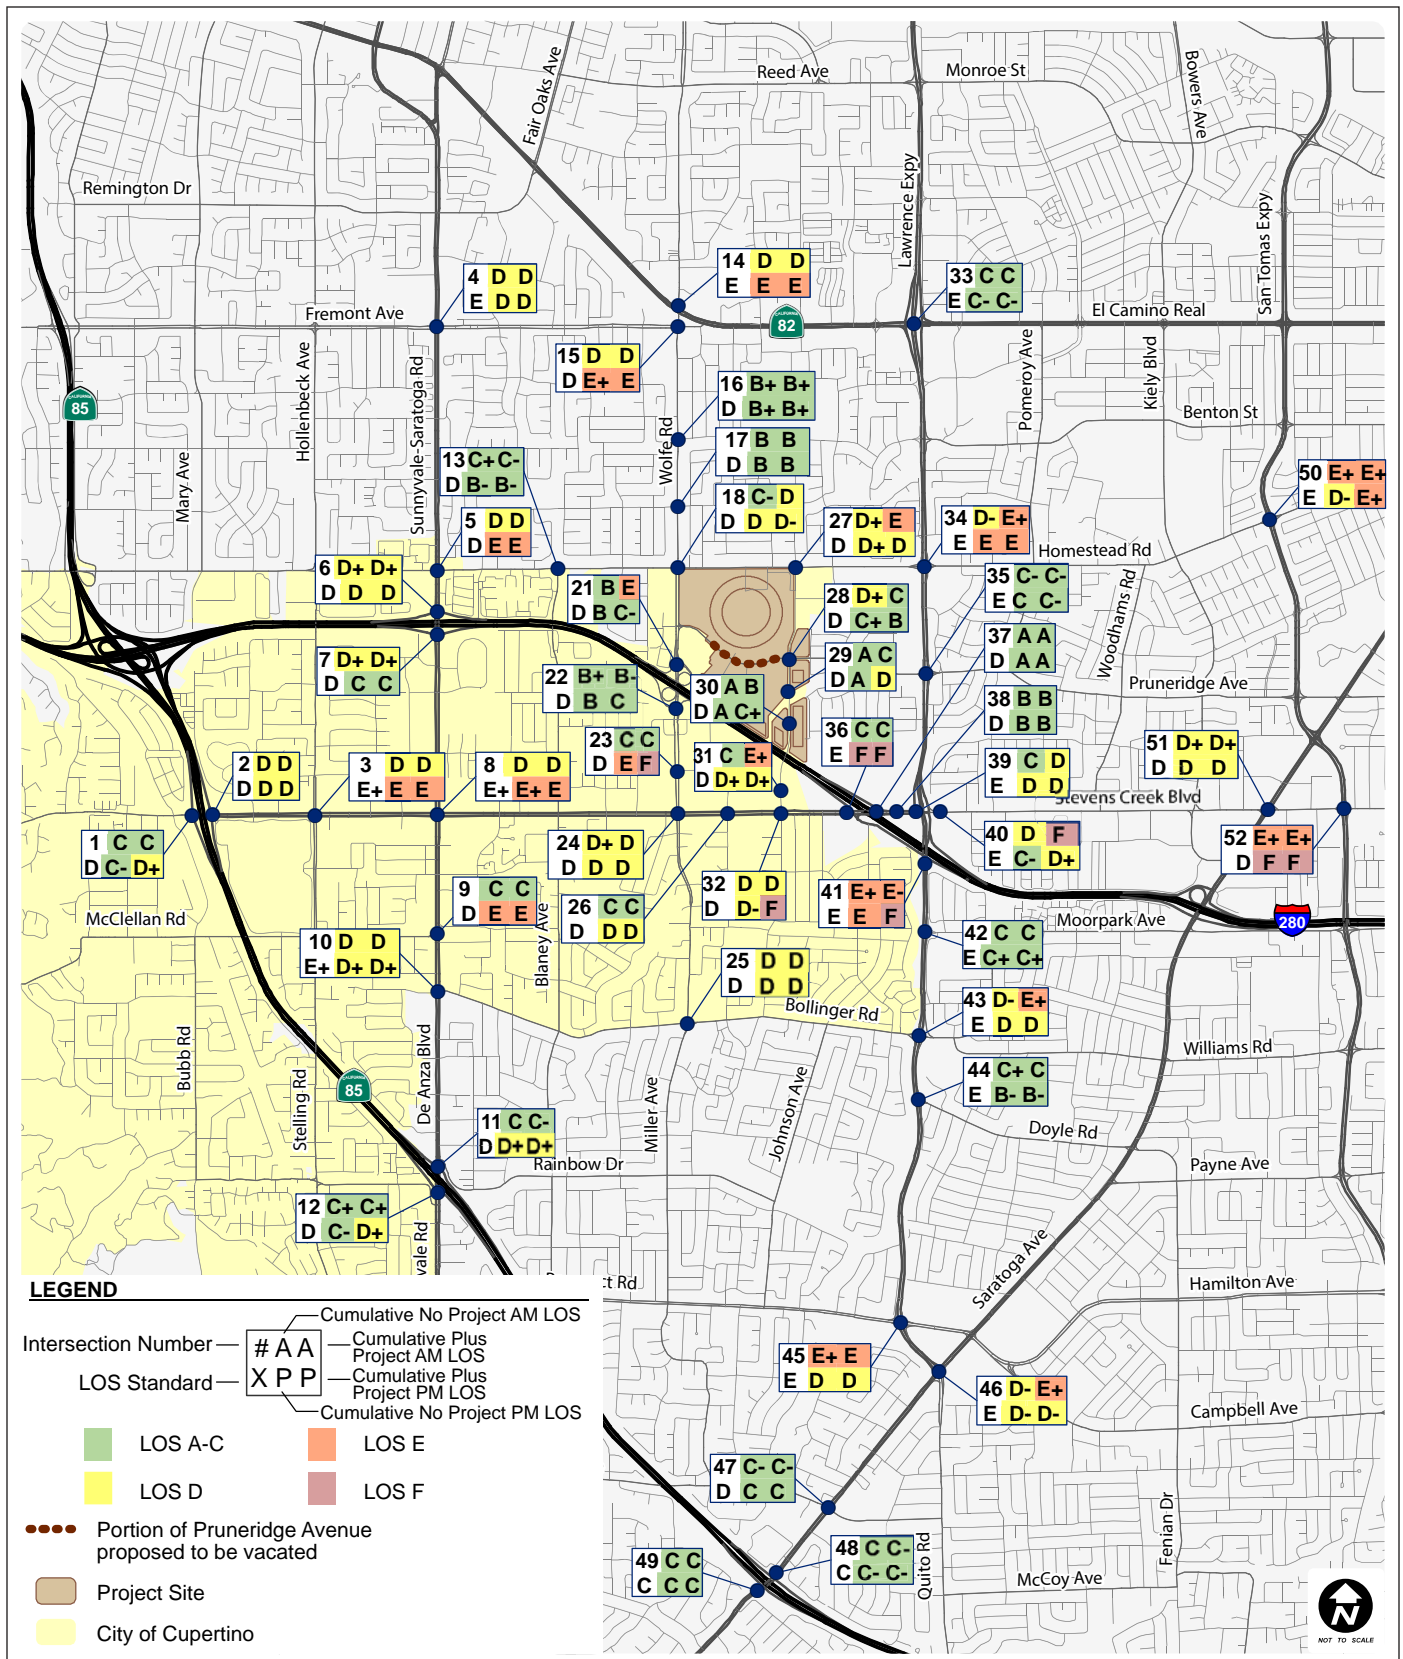 Reed Ave
Monroe St
Fair Oaks Ave
Bowers Ave
Lawrence Expy
San Tomas Expy
Remington Dr
4 D D
E D D
14 D D
E E E
33 C C
E C- C-
Fremont Ave
CALIFORNIA
82
El Camino Real
Hollenbeck Ave
Sunnyvale-Saratoga Rd
15 D D
D E+ E
16 B+ B+
D B+ B+
Pomeroy Ave
Kiely Blvd
CALIFORNIA
85
Benton St
Mary Ave
Wolfe Rd
17 B B
D B B
13 C+ C-
D B- B-
50 E+ E+
E D- E+
18 C- D
D D D-
5 D D
D E E
27 D+ E
D D+ D
34 D- E+
E E E
Homestead Rd
6 D+ D+
D D D
21 B E
D B C-
28 D+ C
D C+ B
35 C- C-
E C C-
Woodhams Rd
37 A A
D A A
7 D+ D+
D C C
22 B+ B-
D B C
30 A B
D A C+
29 A C
D A D
Pruneridge Ave
38 B B
D B B
23 C C
D E F
36 C C
E F F
31 C E+
D D+ D+
51 D+ D+
D D D
2 D D
D D D
3 D D
E+ E E
8 D D
E+ E+ E
39 C D
E D D
Stevens Creek Blvd
1 C C
D C- D+
24 D+ D
D D D
40 D F
E C- D+
52 E+ E+
D F F
9 C C
D E E
26 C C
D D D
32 D D
D D- F
41 E+ E-
E E F
McClellan Rd
Blaney Ave
Moorpark Ave
280
10 D D
E+ D+ D+
42 C C
E C+ C+
25 D D
D D D
Bollinger Rd
43 D- E+
E D D
Bubb Rd
Stelling Rd
CALIFORNIA
85
De Anza Blvd
Miller Ave
Johnson Ave
Williams Rd
44 C+ C
E B- B-
11 C C-
D D+ D+
Doyle Rd
Rainbow Dr
Payne Ave
12 C+ C+
D C- D+
vale Rd
Saratoga Ave
ct Rd
Hamilton Ave
LEGEND
Cumulative No Project AM LOS
Intersection Number
# A A
Cumulative Plus
Project AM LOS
LOS Standard
X P P
Cumulative Plus
Project PM LOS
Cumulative No Project PM LOS
45 E+ E
E D D
46 D- E+
E D- D-
Campbell Ave
LOS A-C
LOS E
LOS D
LOS F
47 C- C-
D C C
Fenian Dr
Portion of Pruneridge Avenue
proposed to be vacated
49 C C
C C C
48 C C-
C C- C-
Quito Rd
McCoy Ave
Project Site
City of Cupertino
N
NOT TO SCALE